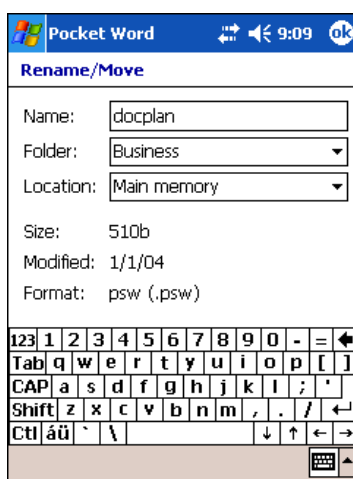 Pocket Word 9:09 ok
Rename/Move
Name: docplan
Folder: Business
Location: Main memory
Size: 510b
Modified: 1/1/04
Format: psw (.psw)
123 1 2 3 4 5 6 7 8 9 0 - =
Tab q w e r t y u i o p [ ]
CAP a s d f g h j k l ; '
Shift z x c v b n m , . /
Ctl áü ` \ ↓ ↑ ← →